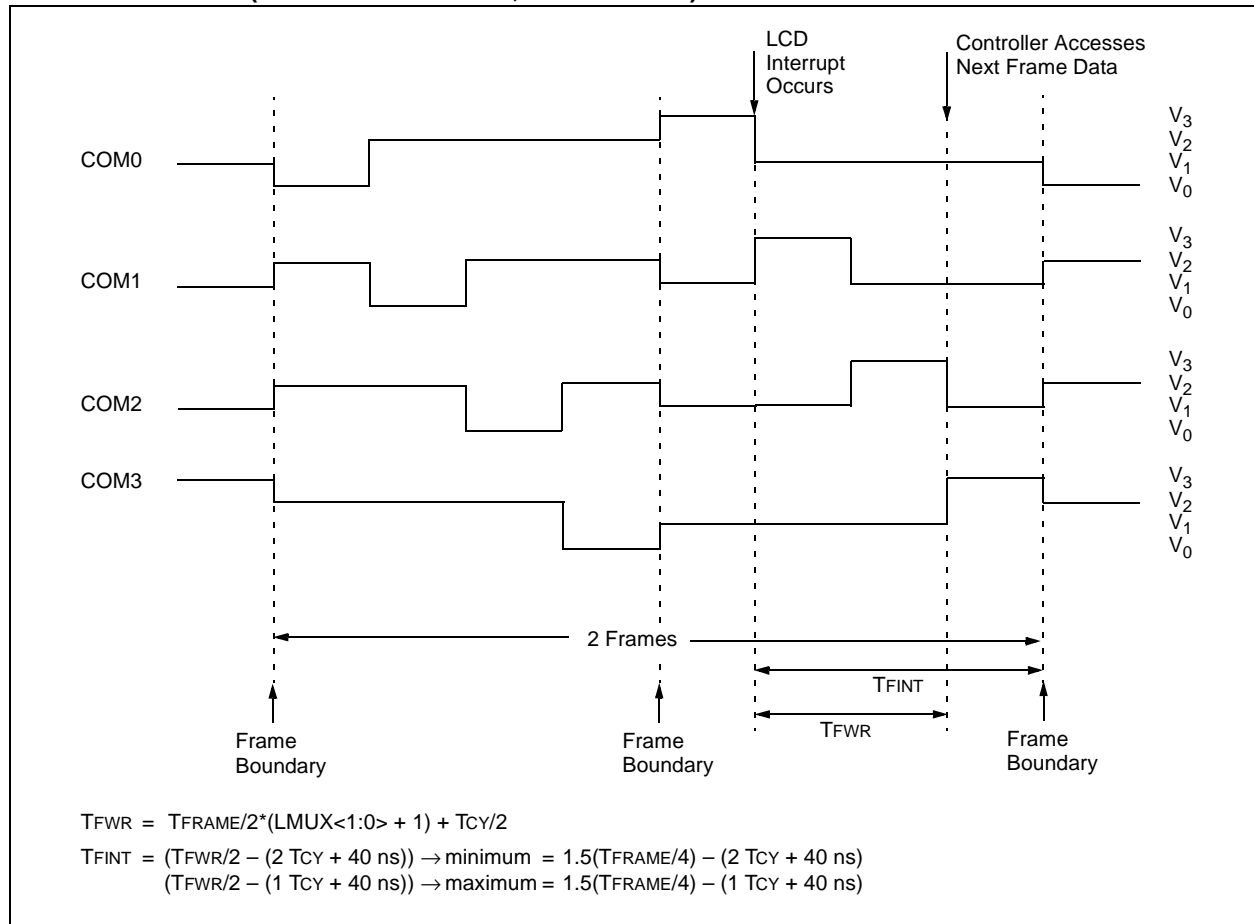 LCD
Interrupt
Occurs
Controller Accesses
Next Frame Data
COM0
V3
V2
V1
V0
COM1
V3
V2
V1
V0
COM2
V3
V2
V1
V0
COM3
V3
V2
V1
V0
2 Frames
TFINT
TFWR
Frame
Boundary
Frame
Boundary
Frame
Boundary
TFWR = TFRAME/2*(LMUX<1:0> + 1) + TCY/2
TFINT = (TFWR/2 – (2 TCY + 40 ns)) → minimum = 1.5(TFRAME/4) – (2 TCY + 40 ns)
(TFWR/2 – (1 TCY + 40 ns)) → maximum = 1.5(TFRAME/4) – (1 TCY + 40 ns)